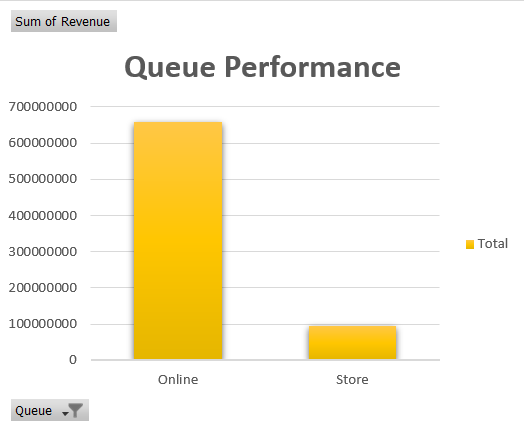 Sum of Revenue
Queue Performance
700000000
600000000
500000000
400000000
300000000
200000000
100000000
0
Online
Store
Total
Queue